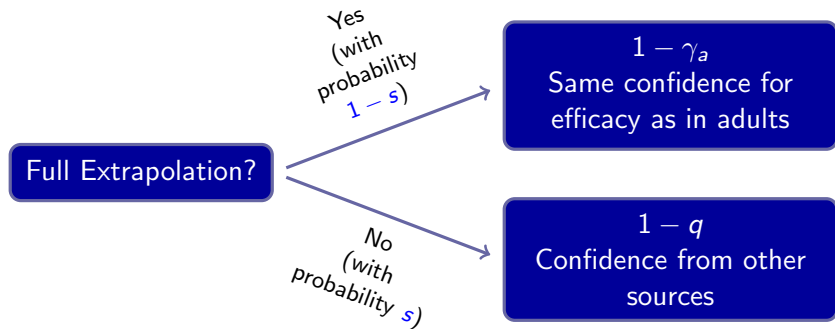 Full Extrapolation?
Yes
(with
probability
1 − s)
1 − γₐ
Same confidence for
efficacy as in adults
No
(with
probability s)
1 − q
Confidence from other
sources